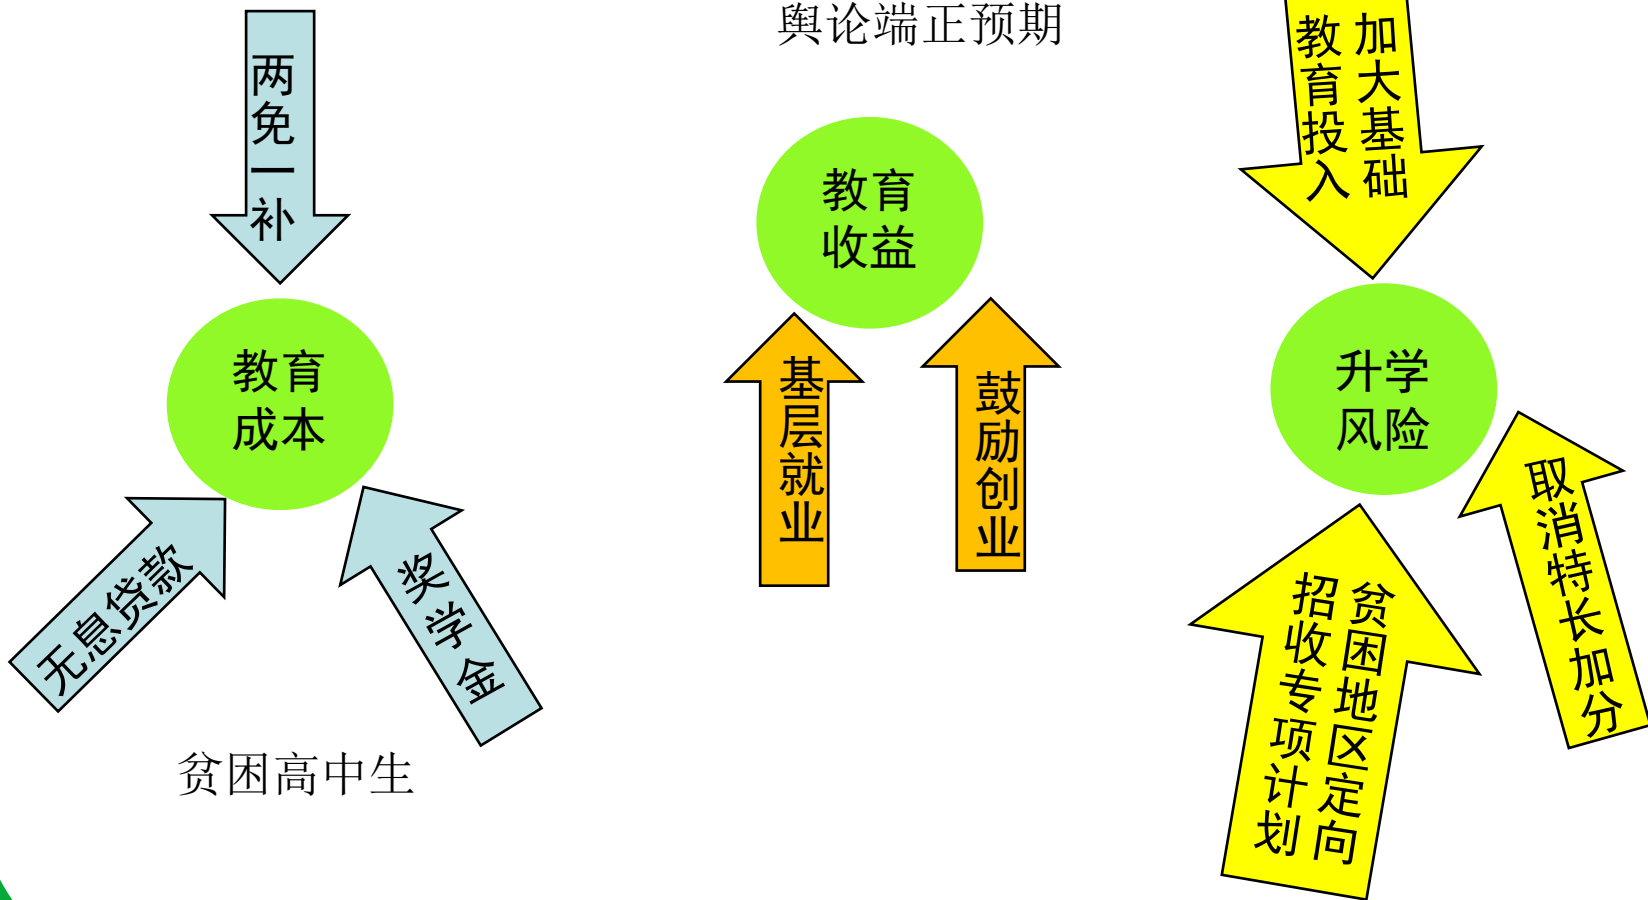 两免一补
教育
成本
无息贷款
奖学金
贫困高中生
舆论端正预期
教育
收益
基层就业
鼓励创业
加大基础
教育投入
升学
风险
贫困地区定向
招收专项计划
取消特长加分